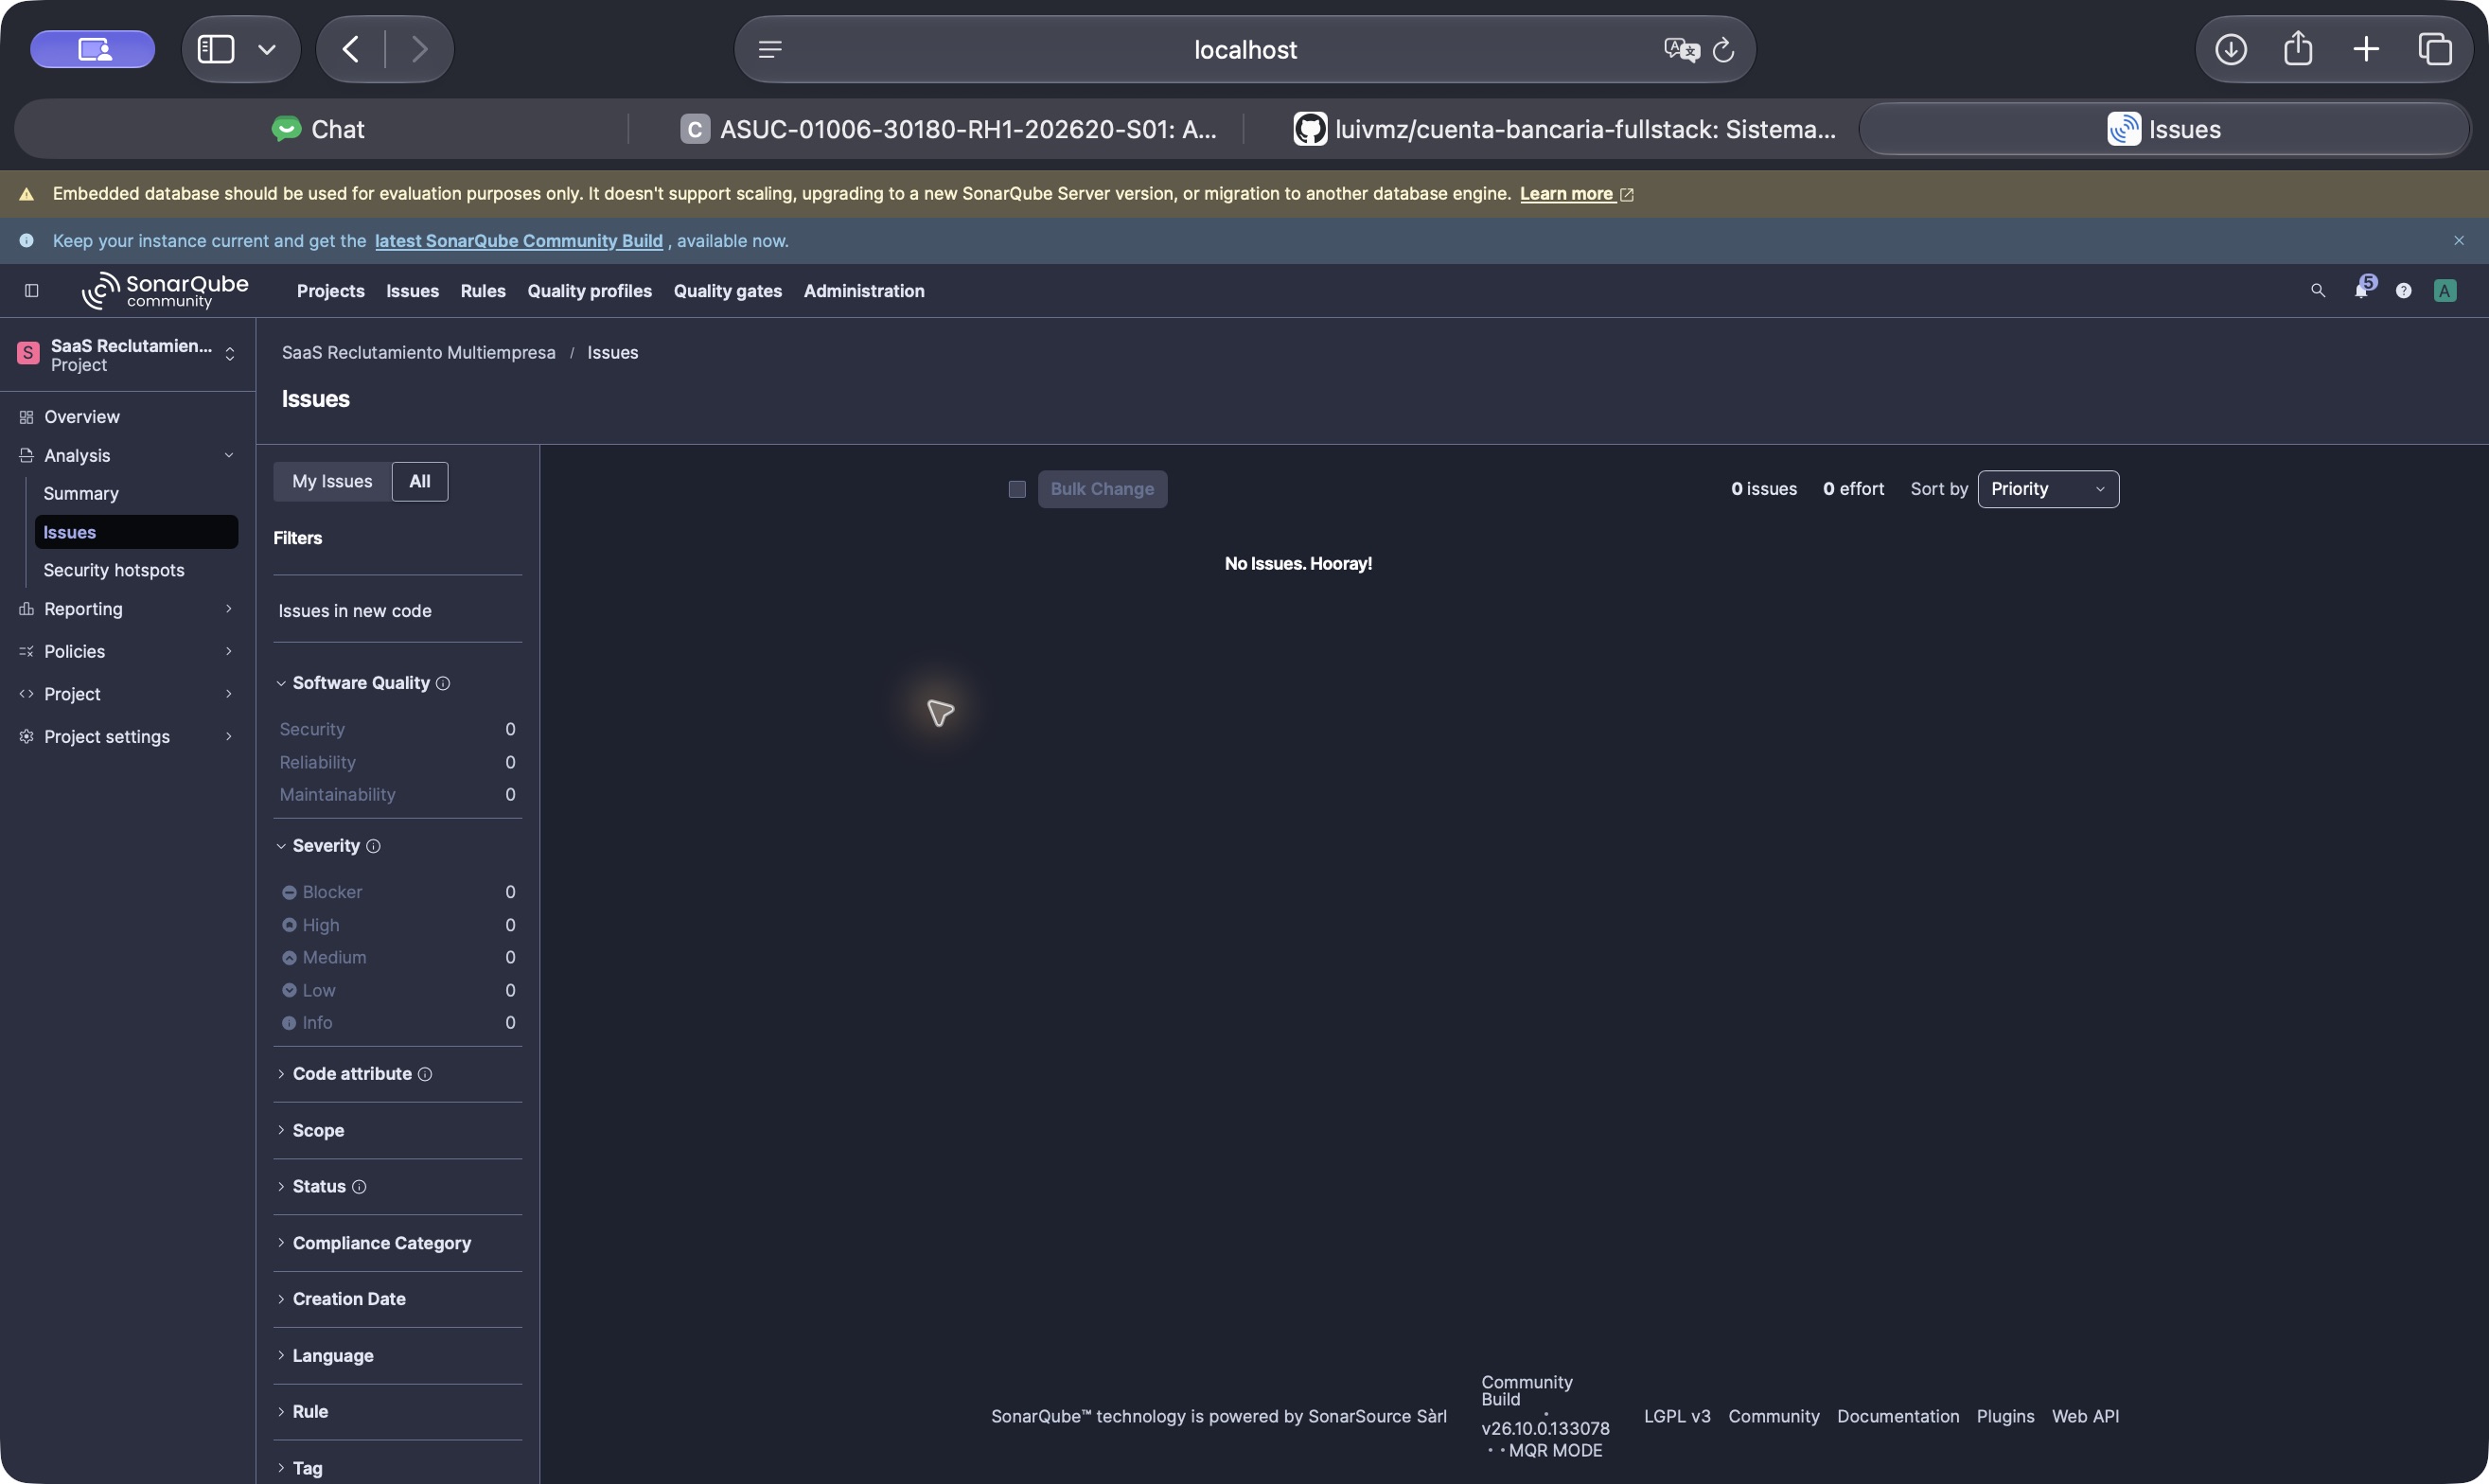 localhost
Chat
C ASUC-01006-30180-RH1-202620-S01: A...
luivmz/cuenta-bancaria-fullstack: Sistema...
Issues
Embedded database should be used for evaluation purposes only. It doesn't support scaling, upgrading to a new SonarQube Server version, or migration to another database engine. Learn more
Keep your instance current and get the latest SonarQube Community Build , available now.
SonarQube community
Projects Issues Rules Quality profiles Quality gates Administration
5
?
A
S
SaaS Reclutamien...
Project
Overview
Analysis
Summary
Issues
Security hotspots
Reporting
Policies
Project
Project settings
SaaS Reclutamiento Multiempresa / Issues
Issues
My Issues All
Filters
Issues in new code
Software Quality
Security 0
Reliability 0
Maintainability 0
Severity
Blocker 0
High 0
Medium 0
Low 0
Info 0
Code attribute
Scope
Status
Compliance Category
Creation Date
Language
Rule
Tag
Bulk Change
0 issues 0 effort Sort by Priority
No Issues. Hooray!
SonarQube™ technology is powered by SonarSource Sàrl
Community
Build
•
v26.10.0.133078
• • MQR MODE
LGPL v3 Community Documentation Plugins Web API